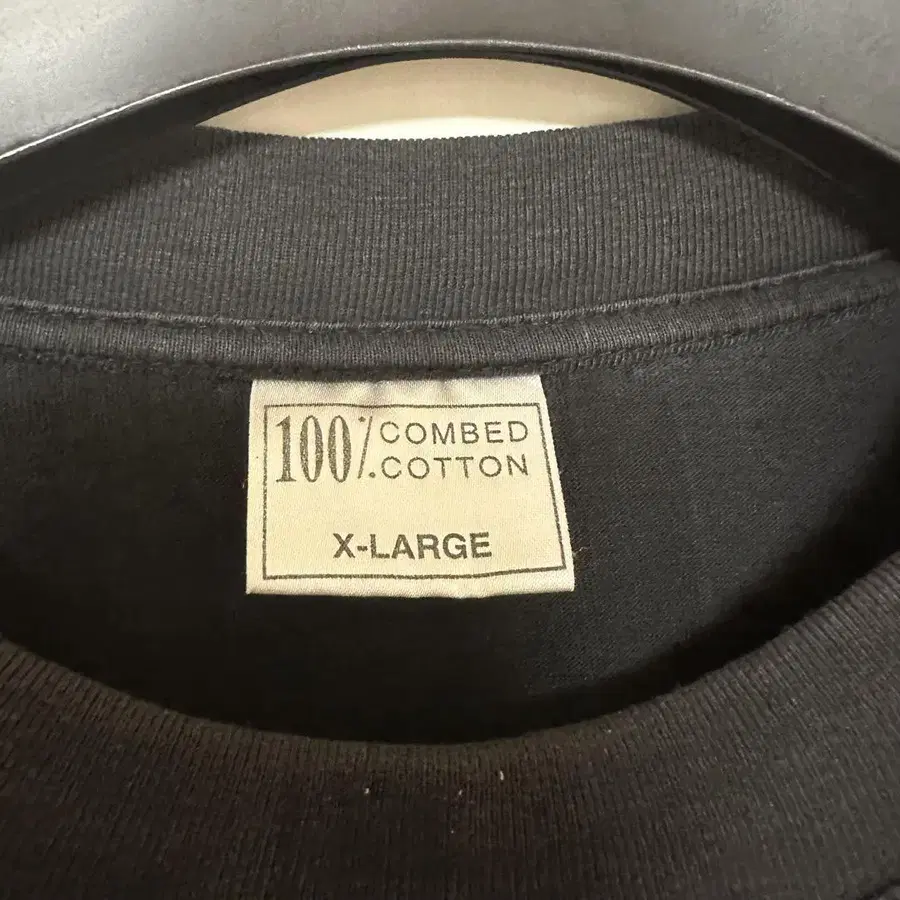 100% COMBED
COTTON
X-LARGE